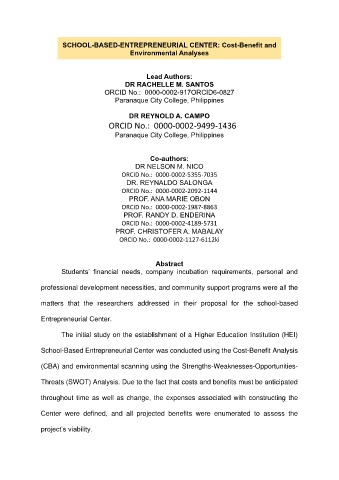 SCHOOL-BASED-ENTREPRENEURIAL CENTER: Cost-Benefit and
Environmental Analyses
Lead Authors:
DR RACHELLE M. SANTOS
ORCID No.: 0000-0002-917ORCID6-0827
Paranaque City College, Philippines
DR REYNOLD A. CAMPO
ORCID No.: 0000-0002-9499-1436
Paranaque City College, Philippines
Co-authors:
DR NELSON M. NICO
ORCID No.: 0000-0002-5355-7035
DR. REYNALDO SALONGA
ORCID No.: 0000-0002-2092-1144
PROF. ANA MARIE OBON
ORCID No.: 0000-0002-1987-8863
PROF. RANDY D. ENDERINA
ORCID No.: 0000-0002-4189-5731
PROF. CHRISTOFER A. MABALAY
ORCID No.: 0000-0002-1127-6112kl
Abstract
Students' financial needs, company incubation requirements, personal and
professional development necessities, and community support programs were all the
matters that the researchers addressed in their proposal for the school-based
Entrepreneurial Center.
The initial study on the establishment of a Higher Education Institution (HEI)
School-Based Entrepreneurial Center was conducted using the Cost-Benefit Analysis
(CBA) and environmental scanning using the Strengths-Weaknesses-Opportunities-
Threats (SWOT) Analysis. Due to the fact that costs and benefits must be anticipated
throughout time as well as change, the expenses associated with constructing the
Center were defined, and all projected benefits were enumerated to assess the
project's viability.